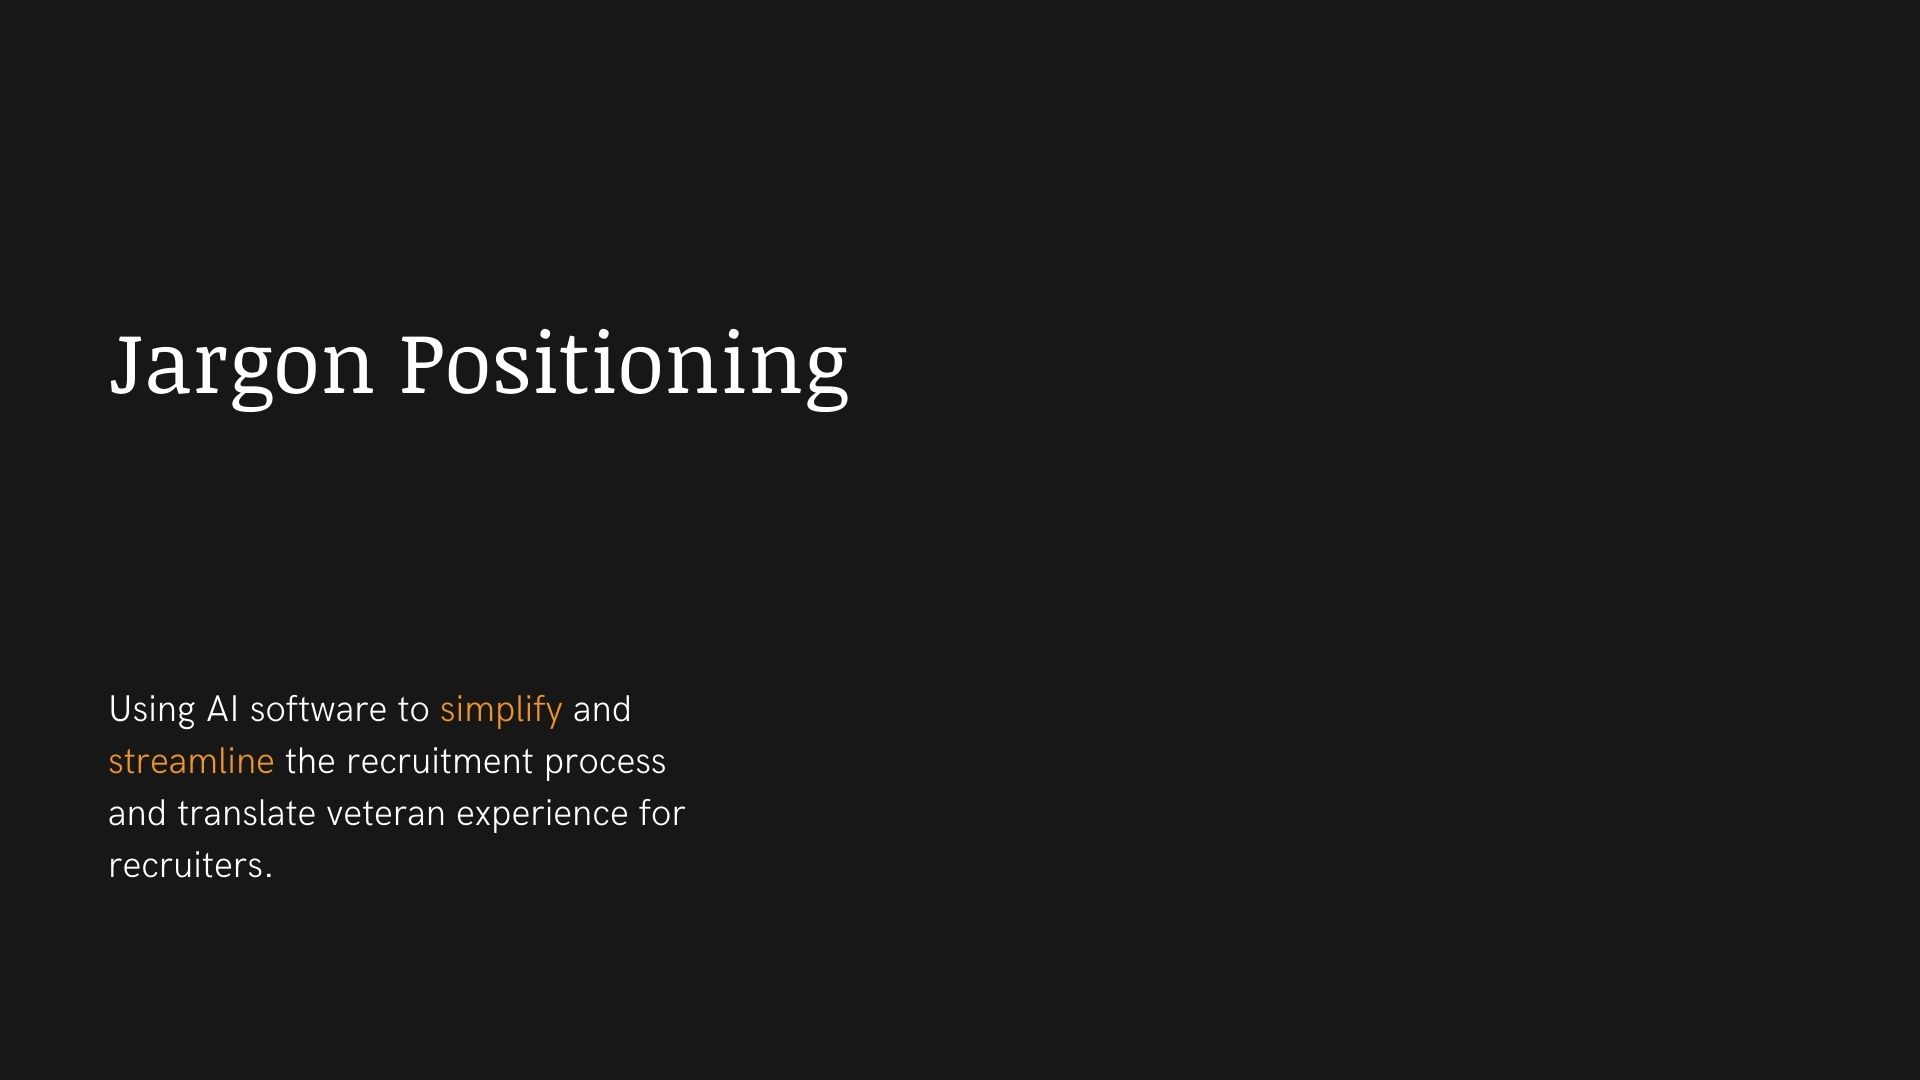 Jargon Positioning
Using AI software to simplify and
streamline the recruitment process
and translate veteran experience for
recruiters.